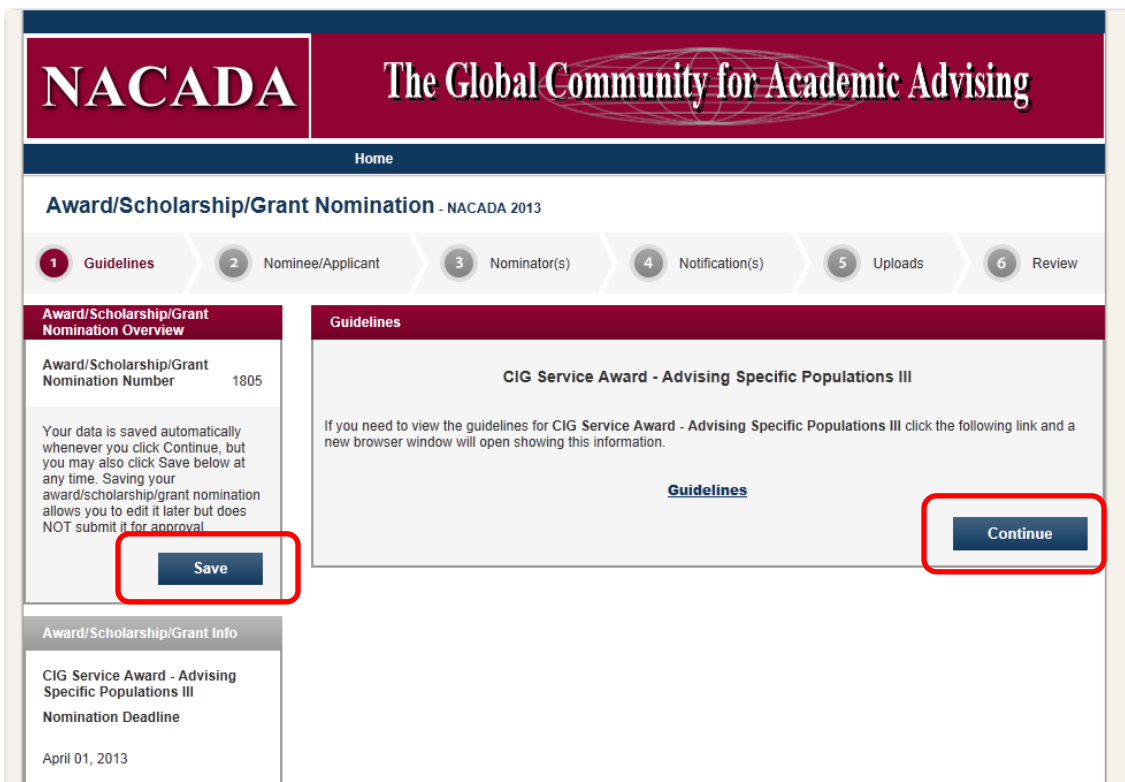 NACADA
The Global Community for Academic Advising
Home
Award/Scholarship/Grant Nomination - NACADA 2013
1 Guidelines
2 Nominee/Applicant
3 Nominator(s)
4 Notification(s)
5 Uploads
6 Review
Award/Scholarship/Grant
Nomination Overview
Award/Scholarship/Grant
Nomination Number 1805
Your data is saved automatically
whenever you click Continue, but
you may also click Save below at
any time. Saving your
award/scholarship/grant nomination
allows you to edit it later but does
NOT submit it for approval.
Save
Guidelines
CIG Service Award - Advising Specific Populations III
If you need to view the guidelines for CIG Service Award - Advising Specific Populations III click the following link and a
new browser window will open showing this information.
Guidelines
Continue
Award/Scholarship/Grant Info
CIG Service Award - Advising
Specific Populations III
Nomination Deadline
April 01, 2013